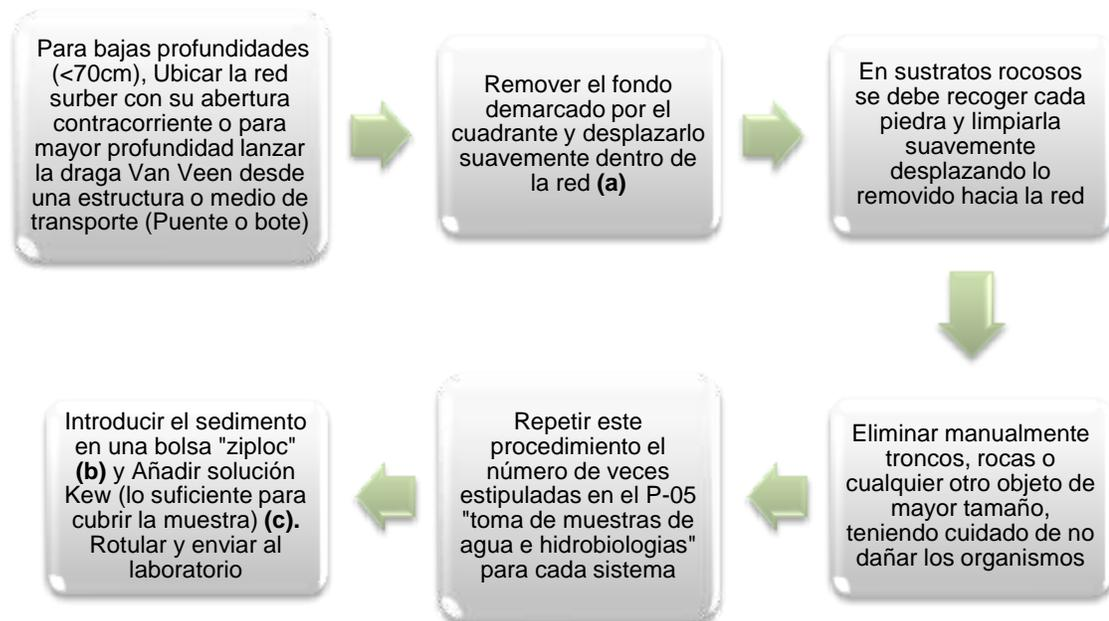 Para bajas profundidades
(<70cm), Ubicar la red
surber con su abertura
contracorriente o para
mayor profundidad lanzar
la draga Van Veen desde
una estructura o medio de
transporte (Puente o bote)
Remover el fondo
demarcado por el
cuadrante y desplazarlo
suavemente dentro de
la red (a)
En sustratos rocosos
se debe recoger cada
piedra y limpiarla
suavemente
desplazando lo
removido hacia la red
Eliminar manualmente
troncos, rocas o
cualquier otro objeto de
mayor tamaño,
teniendo cuidado de no
dañar los organismos
Repetir este
procedimiento el
número de veces
estipuladas en el P-05
"toma de muestras de
agua e hidrobiologias"
para cada sistema
Introducir el sedimento
en una bolsa "ziploc"
(b) y Añadir solución
Kew (lo suficiente para
cubrir la muestra) (c).
Rotular y enviar al
laboratorio